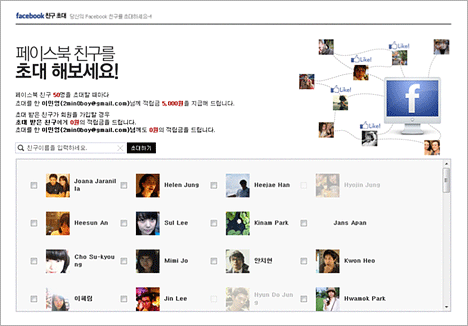 facebook 친구 초대 당신의 Facebook 친구를 초대하세요~!
페이스북 친구를
초대 해보세요!
Like!
Like!
Like!
Like!
f
페이스북 친구 50명을 초대할 때마다
초대를 한 이민영(2min0boy@gmail.com)님께 적립금 5,000원을 지급해 드립니다.
초대 받은 친구가 회원을 가입할 경우
초대 받은 친구에게 0원의 적립금을 드립니다.
초대를 한 이민영(2min0boy@gmail.com)님께도 0원의 적립금을 드립니다.
친구이름을 입력하세요. 초대하기
Joana Jaranilla
Helen Jung
Heejae Han
Hyojin Jung
Heesun An
Sul Lee
Kinam Park
Jans Apan
Cho Su-kyoung
Mimi Jo
안지현
Kwon Heo
이혜림
Jin Lee
Hyun Do Jung
Hwamok Park